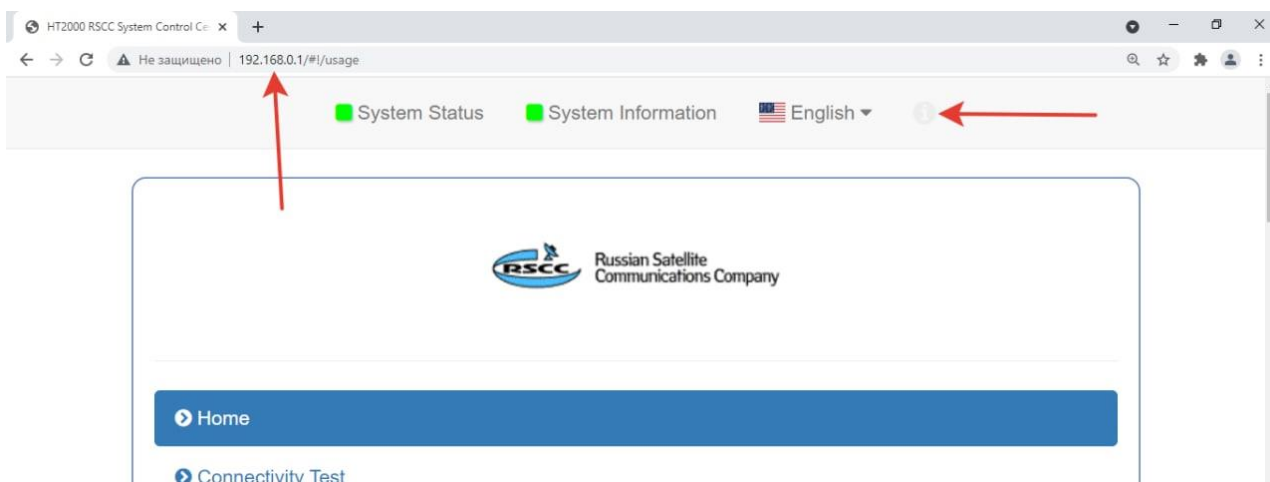 HT2000 RSCC System Control Ce
Не защищено | 192.168.0.1/#!/usage
System Status System Information English
RSCC Russian Satellite
Communications Company
Home
Connectivity Test